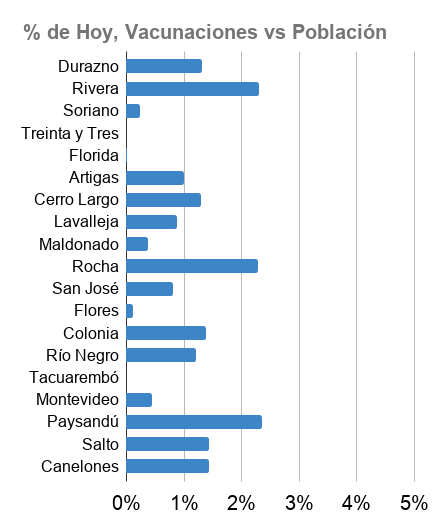 % de Hoy, Vacunaciones vs Población
Durazno
Rivera
Soriano
Treinta y Tres
Florida
Artigas
Cerro Largo
Lavalleja
Maldonado
Rocha
San José
Flores
Colonia
Río Negro
Tacuarembó
Montevideo
Paysandú
Salto
Canelones
0% 1% 2% 3% 4% 5%